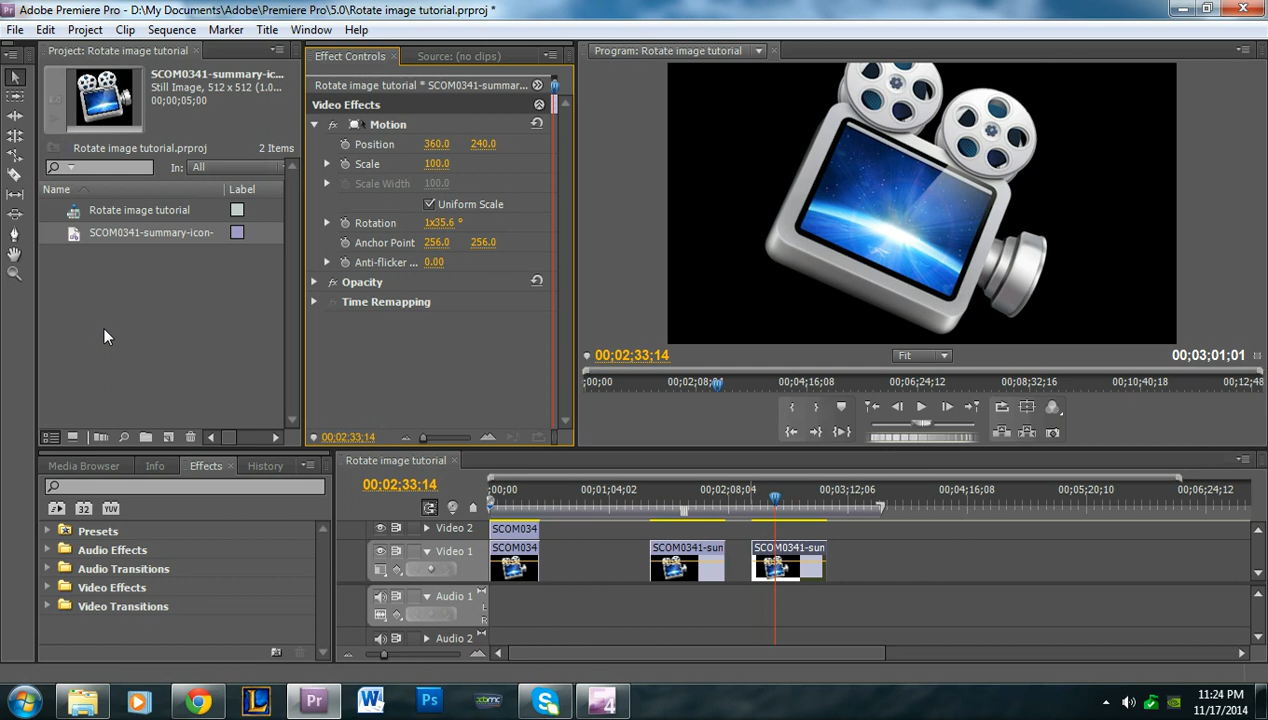 Adobe Premiere Pro - D:\My Documents\Adobe\Premiere Pro\5.0\Rotate image tutorial.prproj *
File Edit Project Clip Sequence Marker Title Window Help
Project: Rotate image tutorial
SCOM0341-summary-ic...
Still Image, 512 x 512 (1.0...
00;00;05;00
Rotate image tutorial.prproj 2 Items
In: All
Name Label
Rotate image tutorial
SCOM0341-summary-icon-
Effect Controls Source: (no clips)
Rotate image tutorial * SCOM0341-summar...
Video Effects
fx Motion
Position 360.0 240.0
Scale 100.0
Scale Width 100.0
Uniform Scale
Rotation 1x35.6 °
Anchor Point 256.0 256.0
Anti-flicker ... 0.00
fx Opacity
Time Remapping
00;02;33;14
Program: Rotate image tutorial
00;02;33;14 Fit 00;03;01;01
;00;00 00;02;08;04 00;04;16;08 00;06;24;12 00;08;32;16 00;10;40;18 00;12;48
Media Browser Info Effects History
32 YUV
Presets
Audio Effects
Audio Transitions
Video Effects
Video Transitions
Rotate image tutorial
00;02;33;14
;00;00 00;01;04;02 00;02;08;04 00;03;12;06 00;04;16;08 00;05;20;10 00;06;24;12
Video 2 SCOM034
Video 1 SCOM034 SCOM0341-sun SCOM0341-sun
Audio 1
L
R
Audio 2
L Pr W Ps xbmc S 4
11:24 PM
11/17/2014